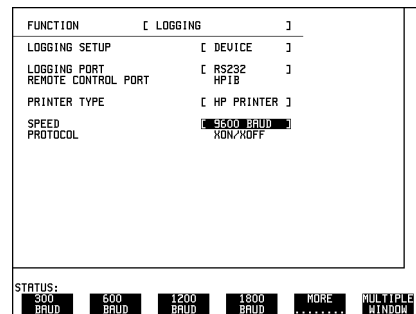 FUNCTION [ LOGGING ]
LOGGING SETUP [ DEVICE ]
LOGGING PORT [ RS232 ]
REMOTE CONTROL PORT HPIB
PRINTER TYPE [ HP PRINTER ]
SPEED [ 9600 BAUD ]
PROTOCOL XON/XOFF
STATUS:
300 BAUD 600 BAUD 1200 BAUD 1800 BAUD MORE ........ MULTIPLE WINDOW